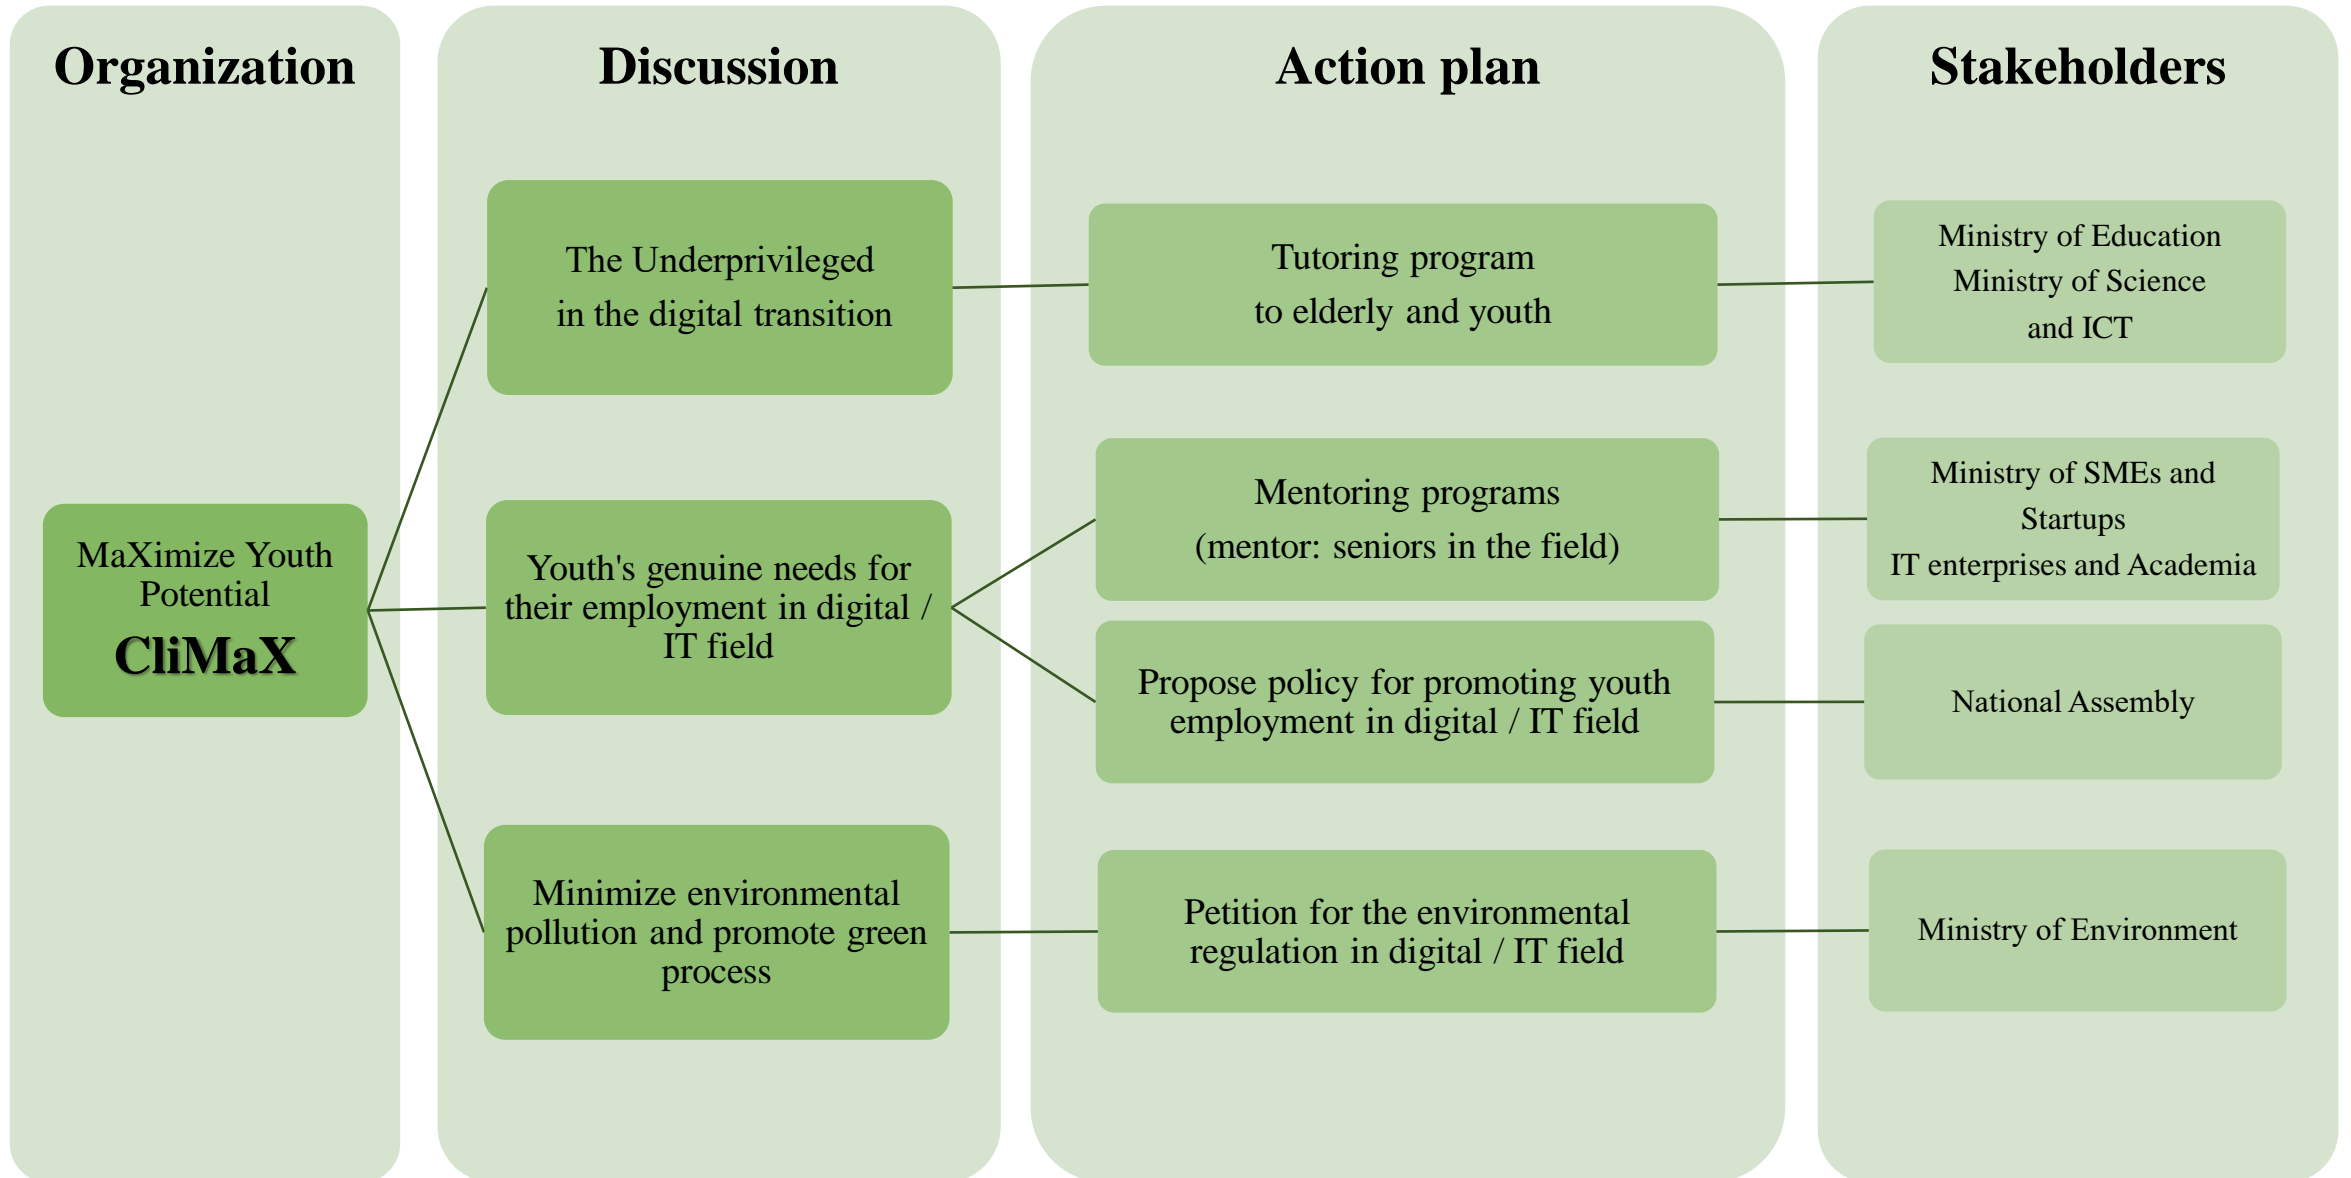 Organization
Discussion
Action plan
Stakeholders
MaXimize Youth
Potential
CliMaX
The Underprivileged
in the digital transition
Youth's genuine needs for
their employment in digital /
IT field
Minimize environmental
pollution and promote green
process
Tutoring program
to elderly and youth
Mentoring programs
(mentor: seniors in the field)
Propose policy for promoting youth
employment in digital / IT field
Petition for the environmental
regulation in digital / IT field
Ministry of Education
Ministry of Science
and ICT
Ministry of SMEs and
Startups
IT enterprises and Academia
National Assembly
Ministry of Environment